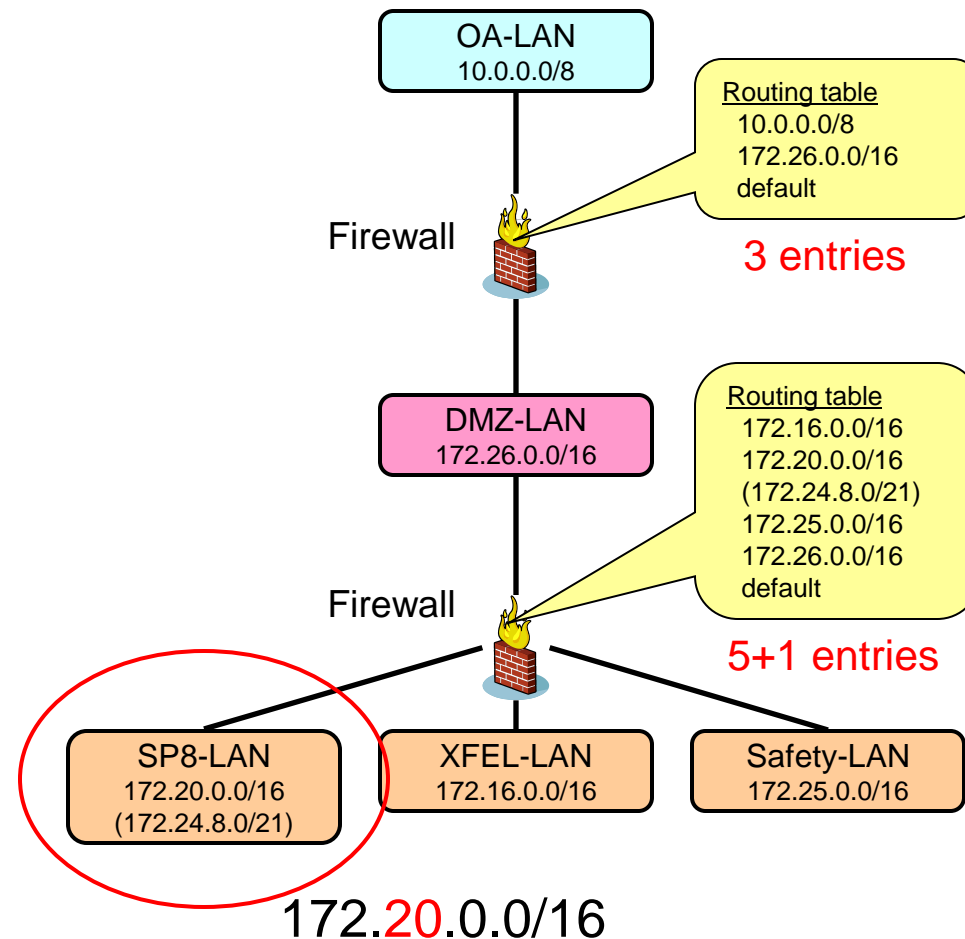 OA-LAN
10.0.0.0/8
Routing table
10.0.0.0/8
172.26.0.0/16
default
Firewall
3 entries
DMZ-LAN
172.26.0.0/16
Routing table
172.16.0.0/16
172.20.0.0/16
(172.24.8.0/21)
172.25.0.0/16
172.26.0.0/16
default
Firewall
5+1 entries
SP8-LAN
172.20.0.0/16
(172.24.8.0/21)
XFEL-LAN
172.16.0.0/16
Safety-LAN
172.25.0.0/16
172.20.0.0/16